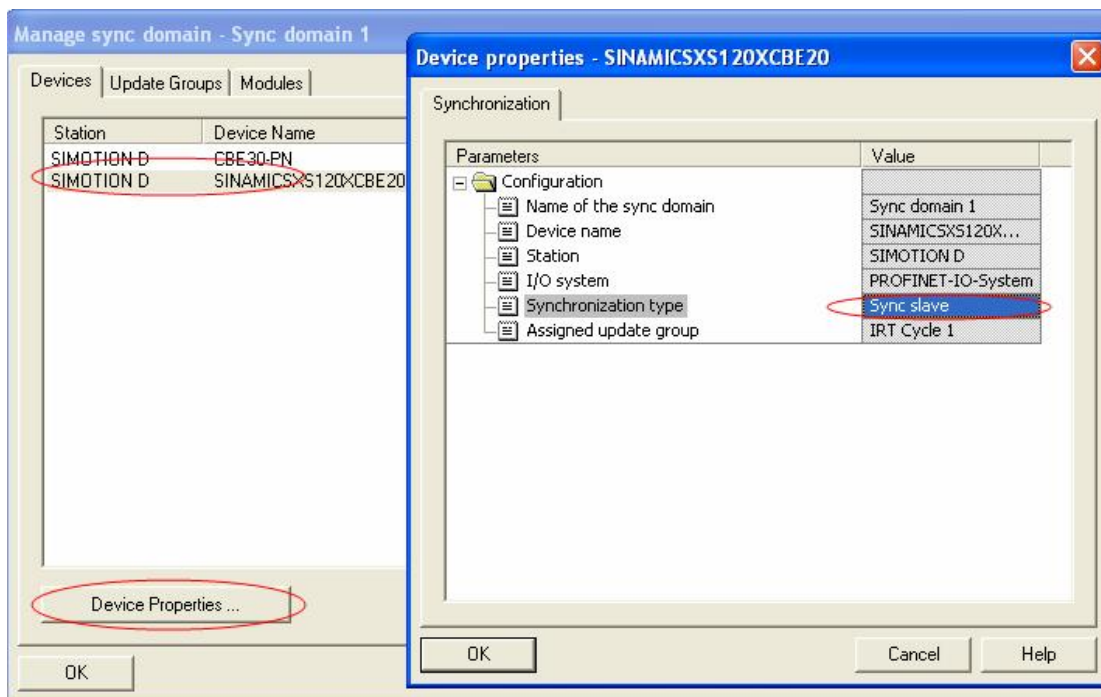 Manage sync domain - Sync domain 1
Devices
Update Groups
Modules
Station
Device Name
SIMOTION D
CBE30-PN
SIMOTION D
SINAMICSXS120XCBE20
Device Properties ...
OK
Device properties - SINAMICSXS120XCBE20
Synchronization
Parameters
Value
Configuration
Name of the sync domain
Sync domain 1
Device name
SINAMICSXS120X...
Station
SIMOTION D
I/O system
PROFINET-IO-System
Synchronization type
Sync slave
Assigned update group
IRT Cycle 1
OK
Cancel
Help